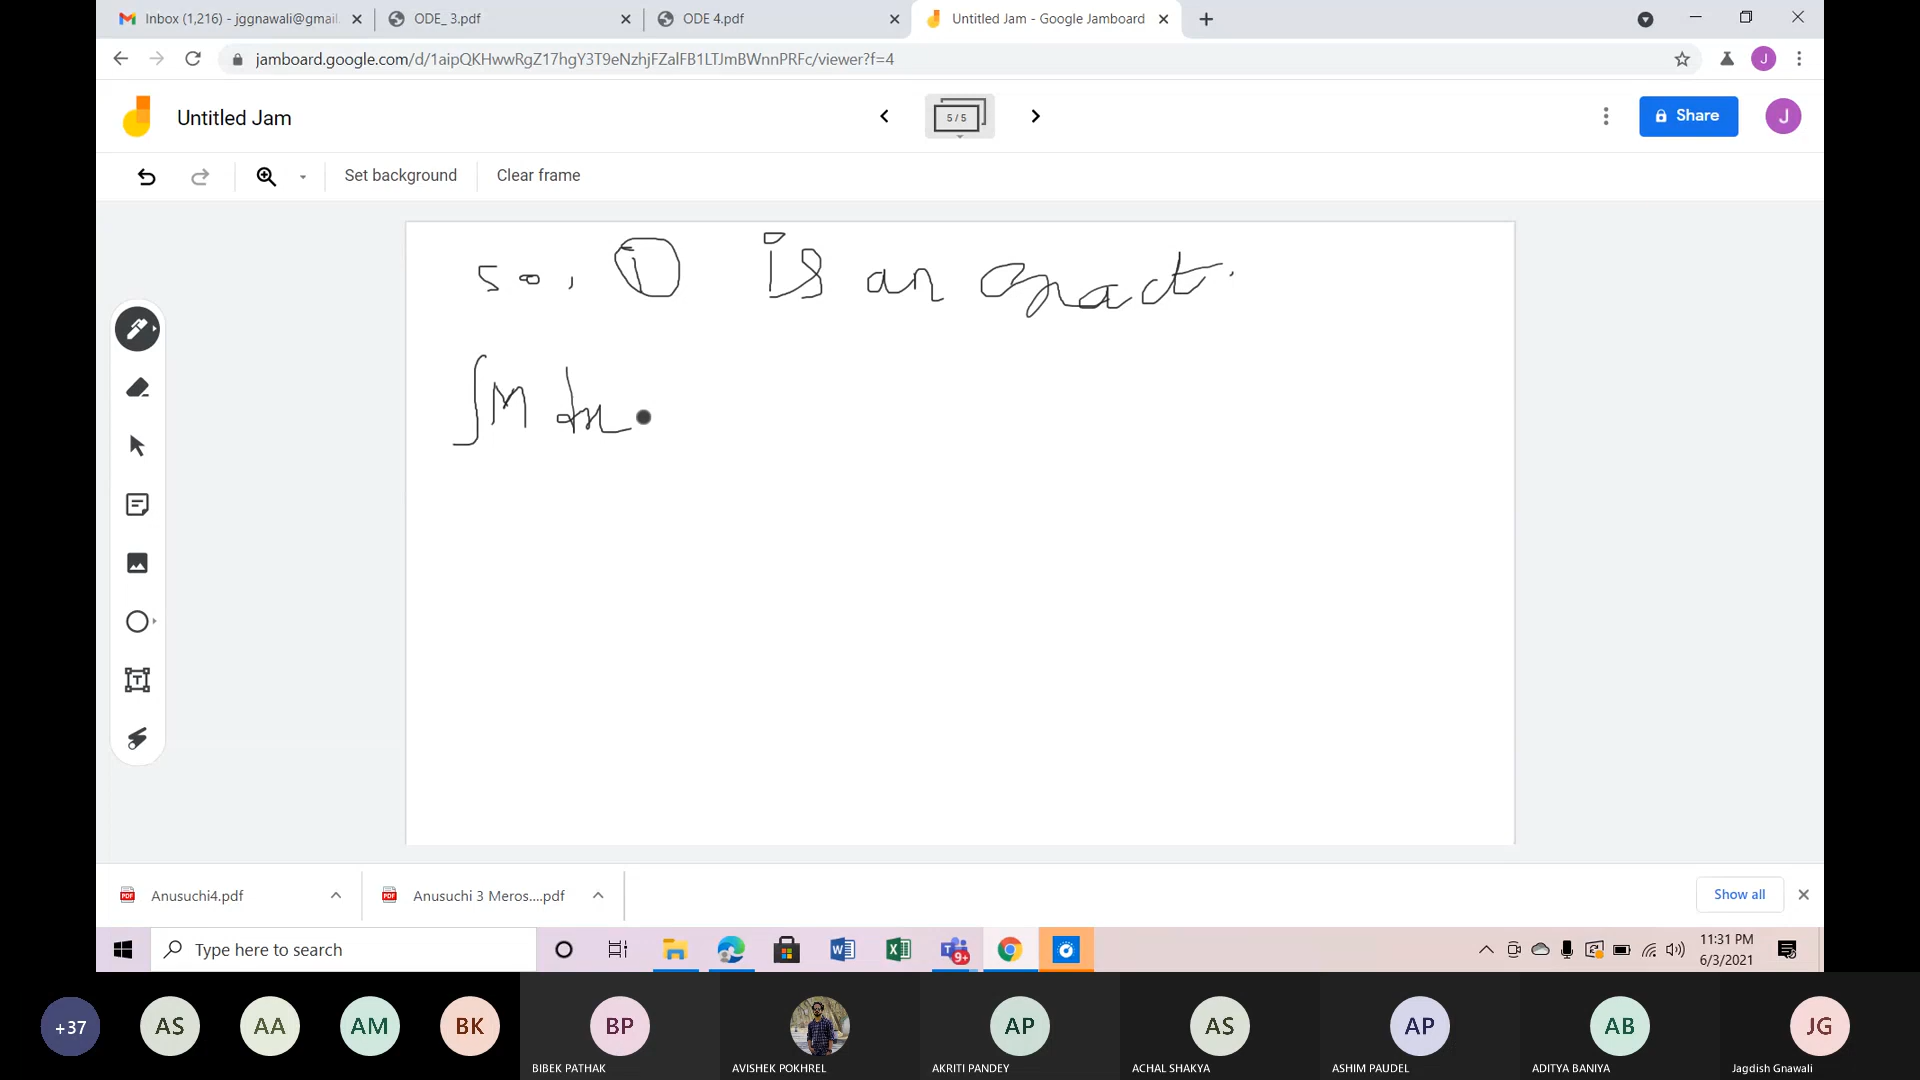 Inbox (1,216) - jggnawali@gmail.
ODE_ 3.pdf
ODE 4.pdf
Untitled Jam - Google Jamboard
jamboard.google.com/d/1aipQKHwwRgZ17hgY3T9eNzhjFZalFB1LTJmBWnnPRFc/viewer?f=4
J
Untitled Jam
5 / 5
Share
J
Set background
Clear frame
so, ① is an exact.
∫M dx
Anusuchi4.pdf
Anusuchi 3 Meros....pdf
Show all
Type here to search
9+
11:31 PM
6/3/2021
+37
AS
AA
AM
BK
BP
AP
AS
AP
AB
JG
BIBEK PATHAK
AVISHEK POKHREL
AKRITI PANDEY
ACHAL SHAKYA
ASHIM PAUDEL
ADITYA BANIYA
Jagdish Gnawali